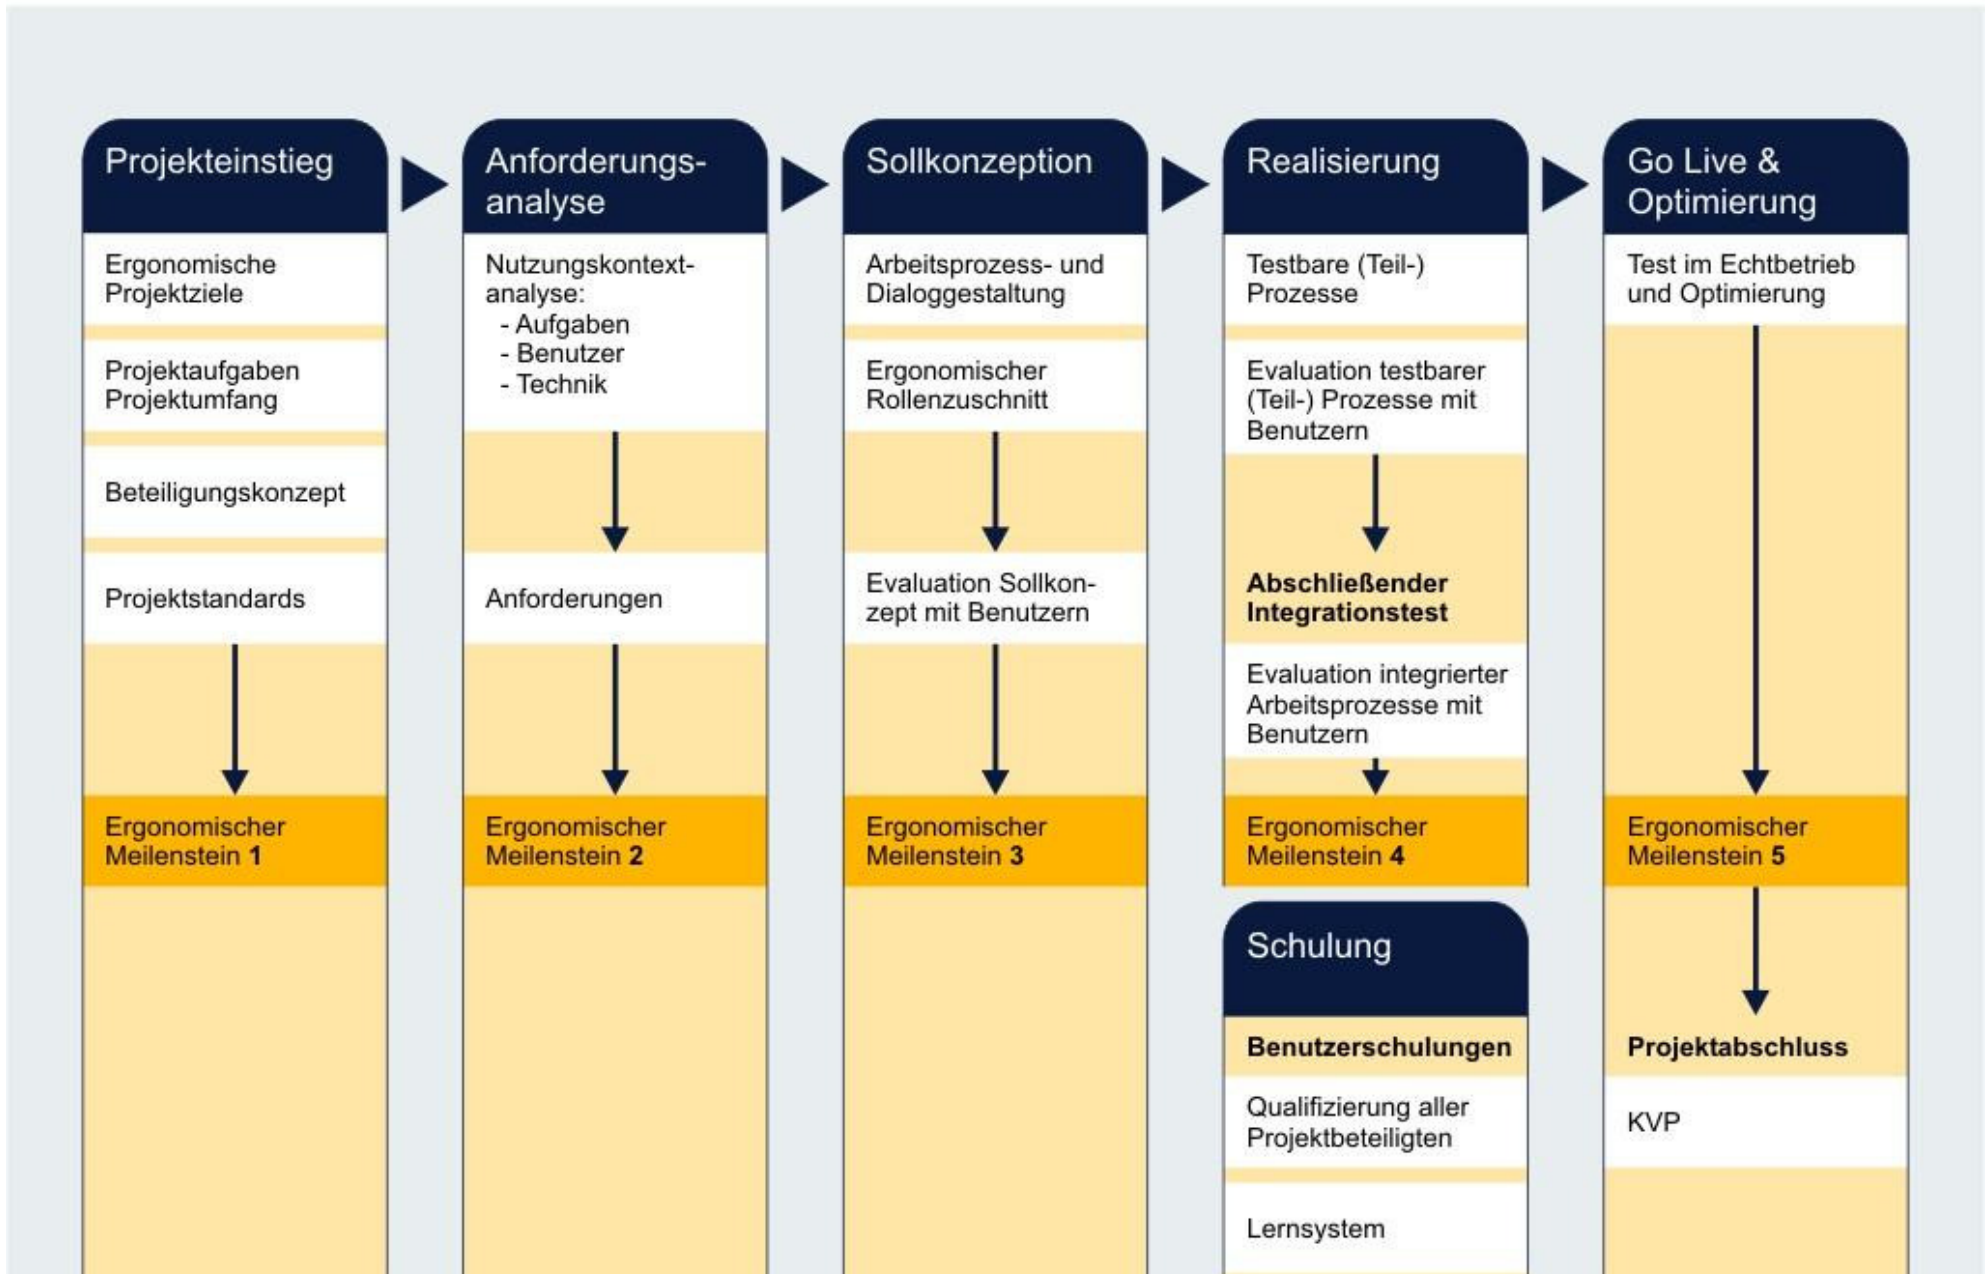 Projekteinstieg
Ergonomische
Projektziele
Projektaufgaben
Projektumfang
Beteiligungskonzept
Projektstandards
Ergonomischer
Meilenstein 1
Anforderungs-
analyse
Nutzungskontext-
analyse:
- Aufgaben
- Benutzer
- Technik
Anforderungen
Ergonomischer
Meilenstein 2
Sollkonzeption
Arbeitsprozess- und
Dialoggestaltung
Ergonomischer
Rollenzuschnitt
Evaluation Sollkon-
zept mit Benutzern
Ergonomischer
Meilenstein 3
Realisierung
Testbare (Teil-)
Prozesse
Evaluation testbarer
(Teil-) Prozesse mit
Benutzern
Abschließender
Integrationstest
Evaluation integrierter
Arbeitsprozesse mit
Benutzern
Ergonomischer
Meilenstein 4
Schulung
Benutzerschulungen
Qualifizierung aller
Projektbeteiligten
Lernsystem
Go Live &
Optimierung
Test im Echtbetrieb
und Optimierung
Ergonomischer
Meilenstein 5
Projektabschluss
KVP